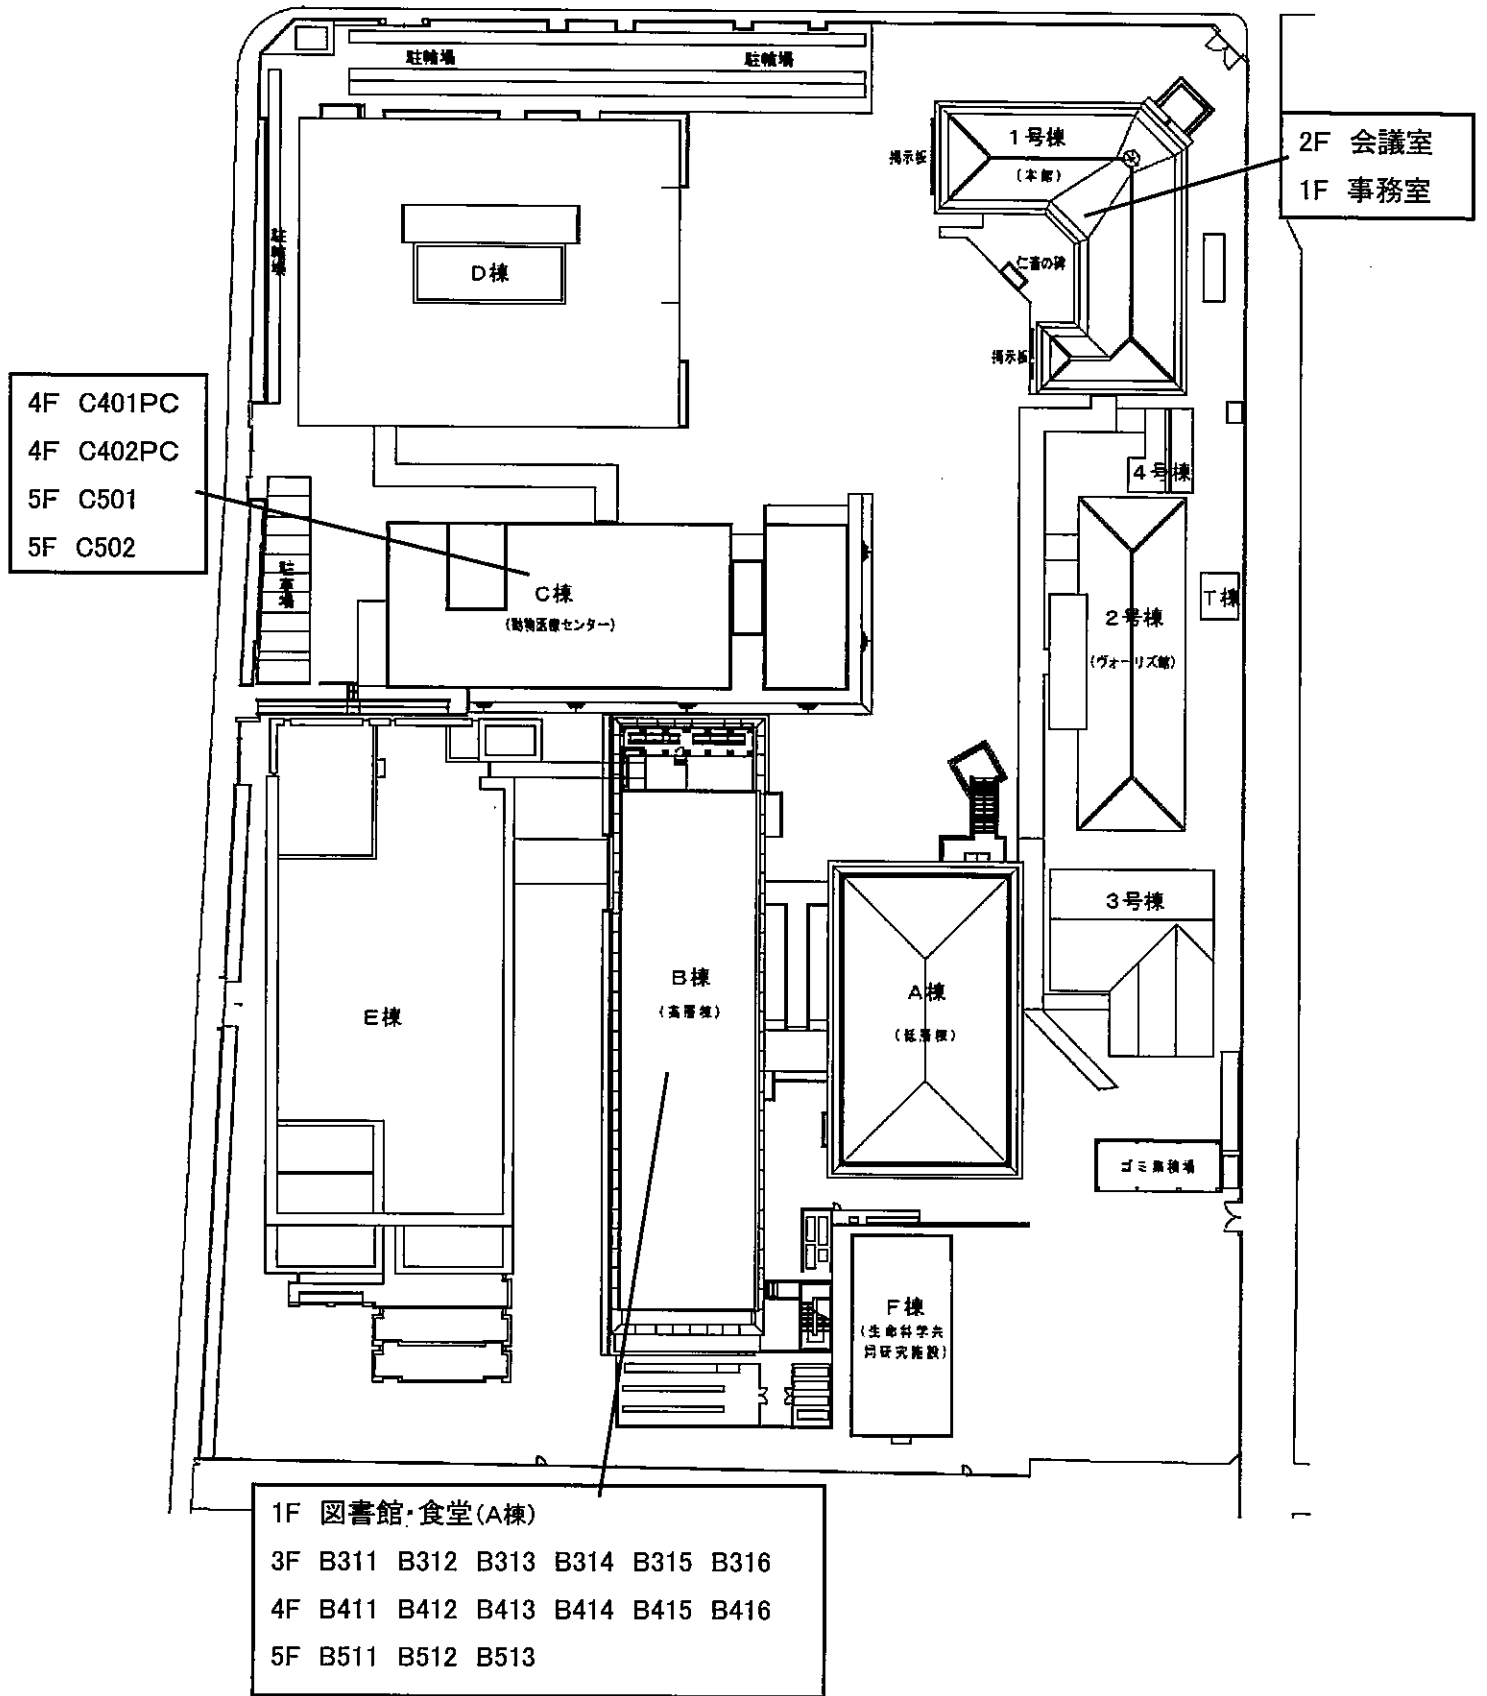 駐輪場
駐輪場
1号棟
(本館)
掲示板
2F 会議室
1F 事務室
駐輪場
D棟
仁畜の碑
掲示板
4F C401PC
4F C402PC
5F C501
5F C502
4号棟
駐車場
C棟
(動物医療センター)
T棟
2号棟
(ヴォーリズ館)
3号棟
B棟
(高層棟)
A棟
(低層棟)
E棟
ゴミ集積場
F棟
(生命科学共
同研究施設)
1F 図書館・食堂(A棟)
3F B311 B312 B313 B314 B315 B316
4F B411 B412 B413 B414 B415 B416
5F B511 B512 B513